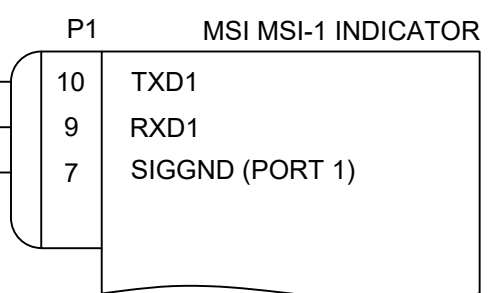 P1 MSI MSI-1 INDICATOR
10 TXD1
9 RXD1
7 SIGGND (PORT 1)